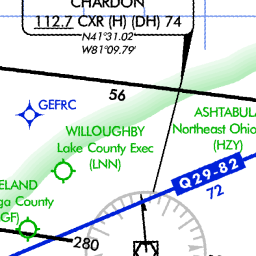 CHARDON
112.7 CXR (H) (DH) 74
N41°31.02
W81°09.79'
56
GEFRC
WILLOUGHBY
Lake County Exec
(LNN)
ASHTABULA
Northeast Ohio
(HZY)
Q29-82
72
ELAND
ga County
GF)
280